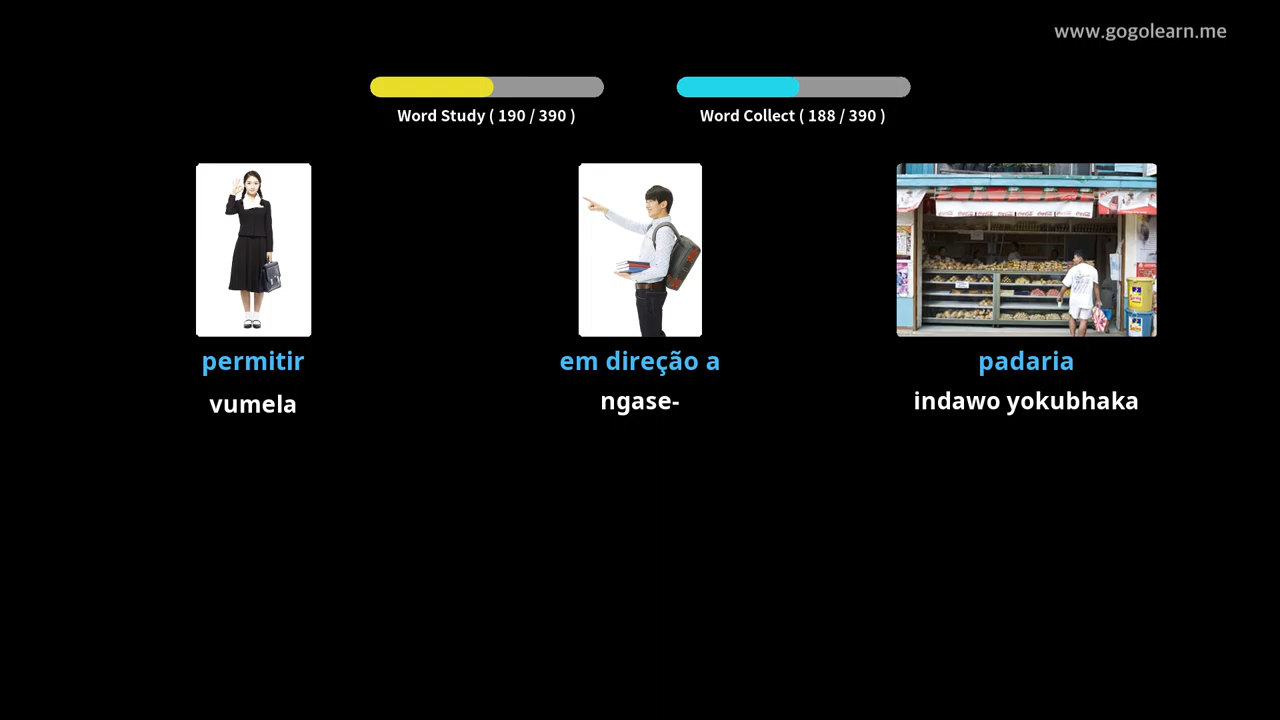 www.gogolearn.me
Word Study ( 190 / 390 )
Word Collect ( 188 / 390 )
permitir
em direção a
padaria
vumela
ngase-
indawo yokubhaka